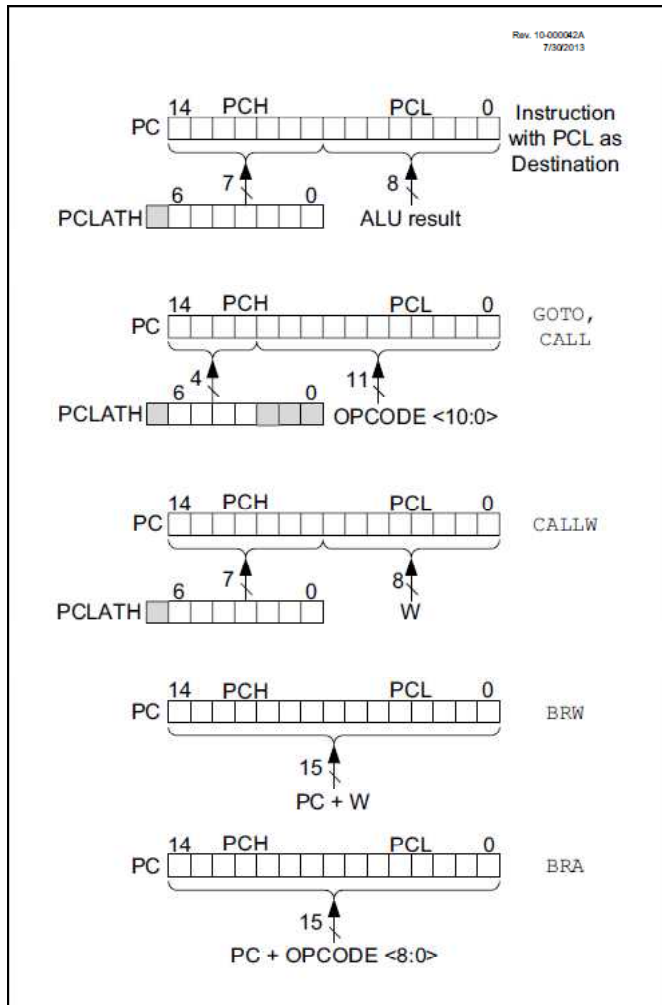 Rev. 10-000042A
7/30/2013
14 PCH PCL 0
PC
Instruction
with PCL as
Destination
6 7 0 8
PCLATH ALU result
14 PCH PCL 0
PC
GOTO,
CALL
6 4 0 11
PCLATH OPCODE <10:0>
14 PCH PCL 0
PC CALLW
6 7 0 8
PCLATH W
14 PCH PCL 0
PC BRW
15
PC + W
14 PCH PCL 0
PC BRA
15
PC + OPCODE <8:0>